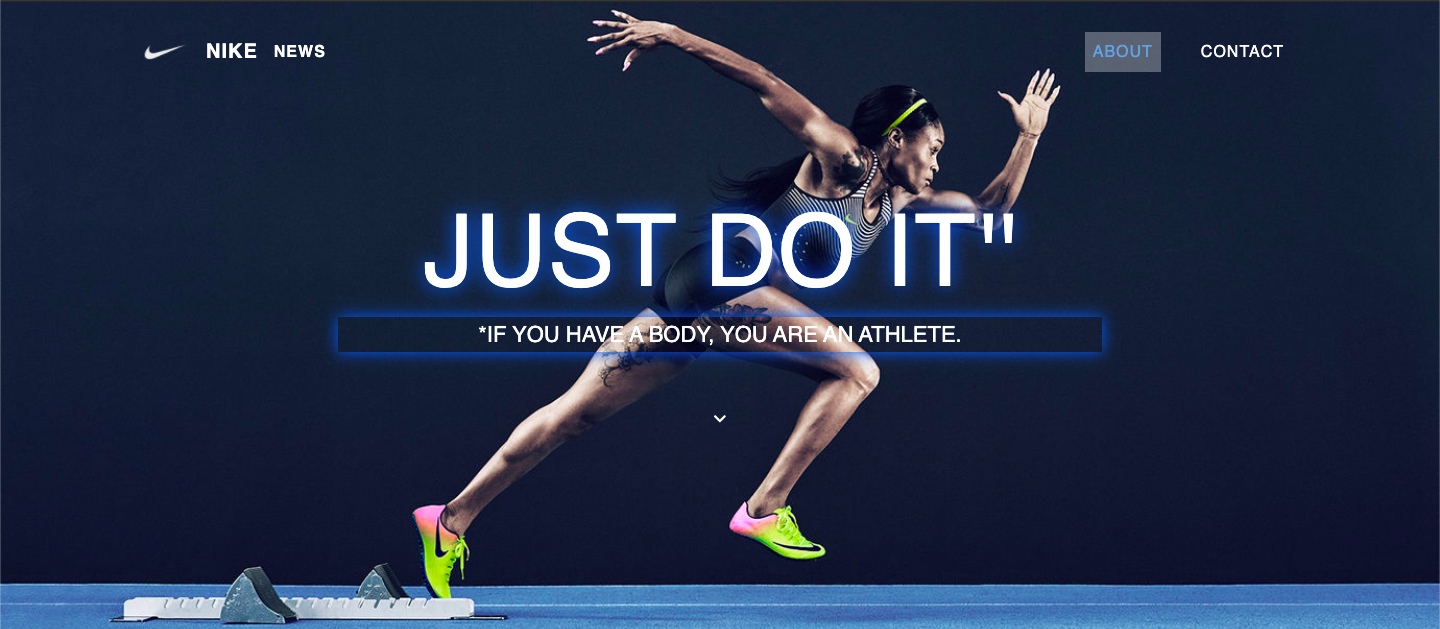 NIKE NEWS ABOUT CONTACT
JUST DO IT"
*IF YOU HAVE A BODY, YOU ARE AN ATHLETE.